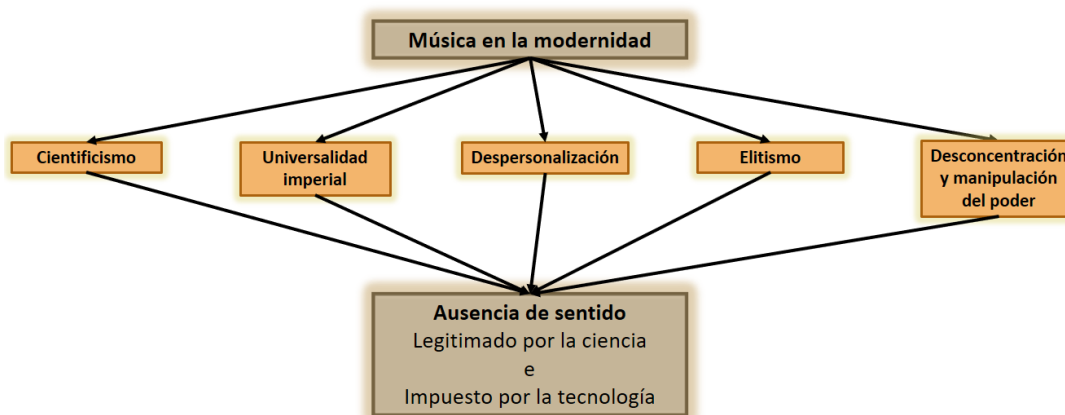 Música en la modernidad
Cientificismo
Universalidad
imperial
Despersonalización
Elitismo
Desconcentración
y manipulación
del poder
Ausencia de sentido
Legitimado por la ciencia
e
Impuesto por la tecnología